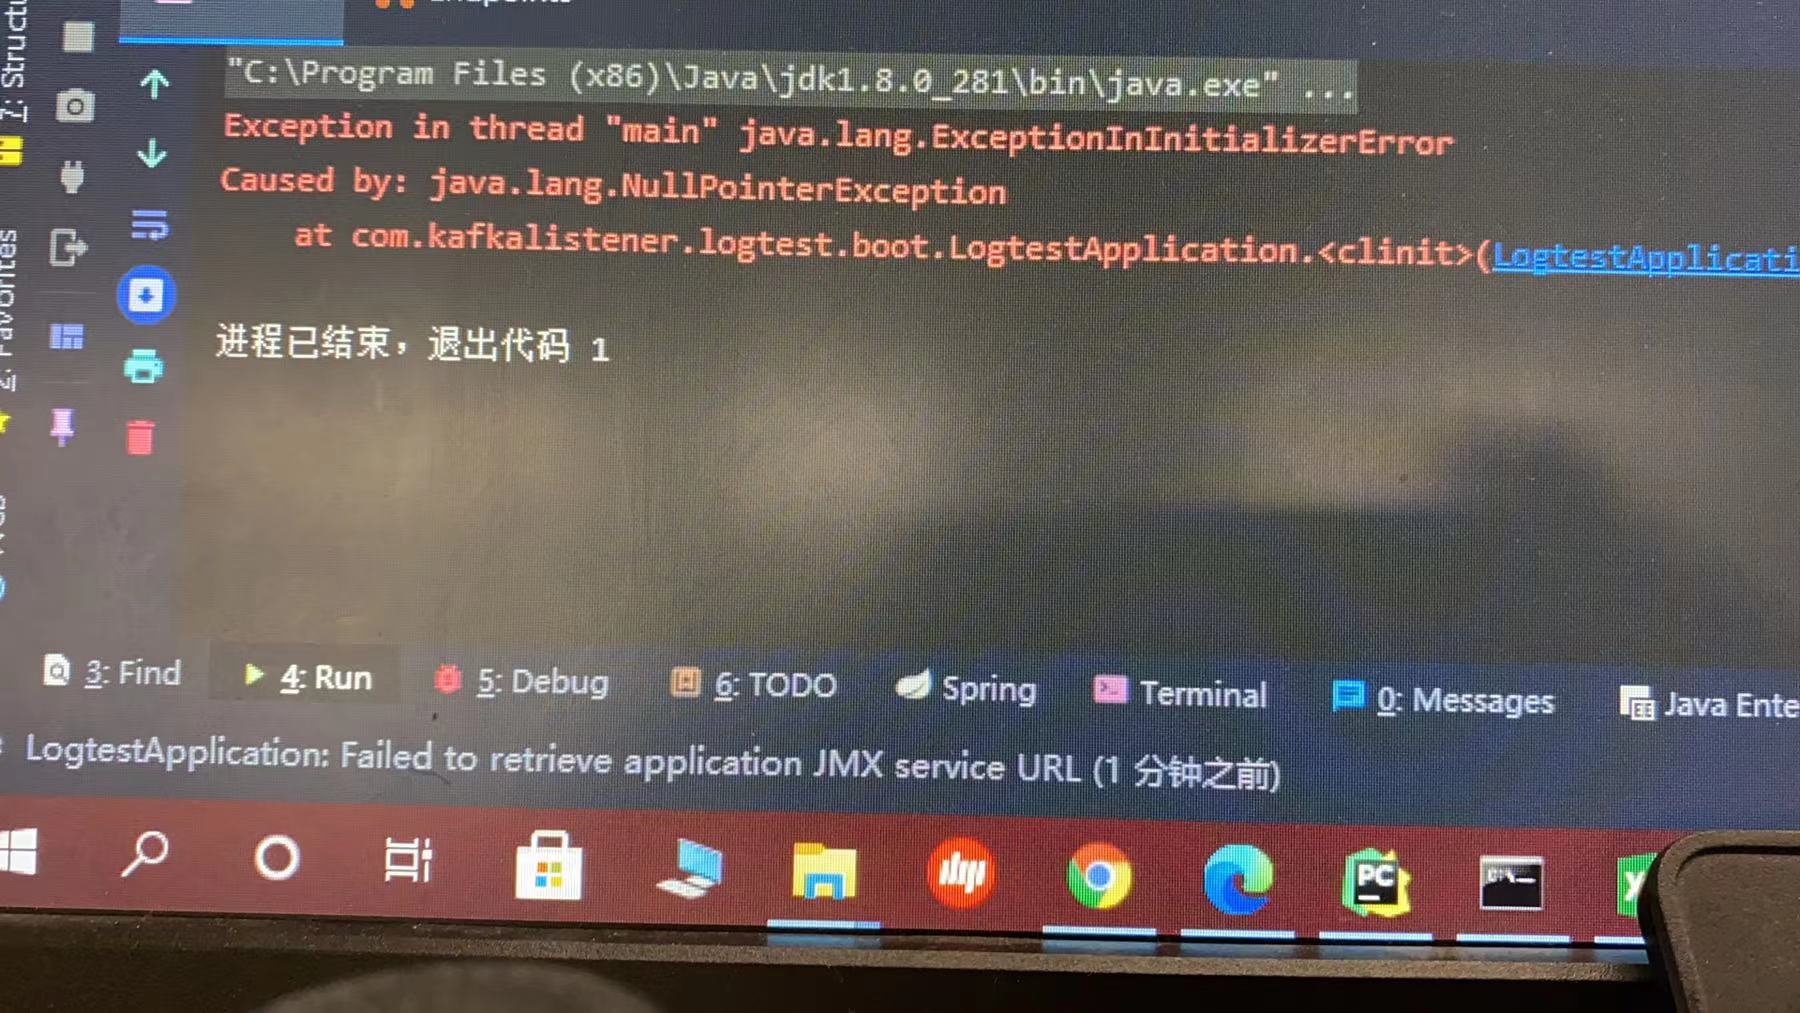 Endpoints
7: Structu
"C:\Program Files (x86)\Java\jdk1.8.0_281\bin\java.exe" ...
Exception in thread "main" java.lang.ExceptionInInitializerError
Caused by: java.lang.NullPointerException
at com.kafkalistener.logtest.boot.LogtestApplication.<clinit>(LogtestApplicati
2: Favorites
进程已结束，退出代码 1
3: Find
4: Run
5: Debug
6: TODO
Spring
Terminal
0: Messages
Java Ente
LogtestApplication: Failed to retrieve application JMX service URL (1 分钟之前)
PC
C:\